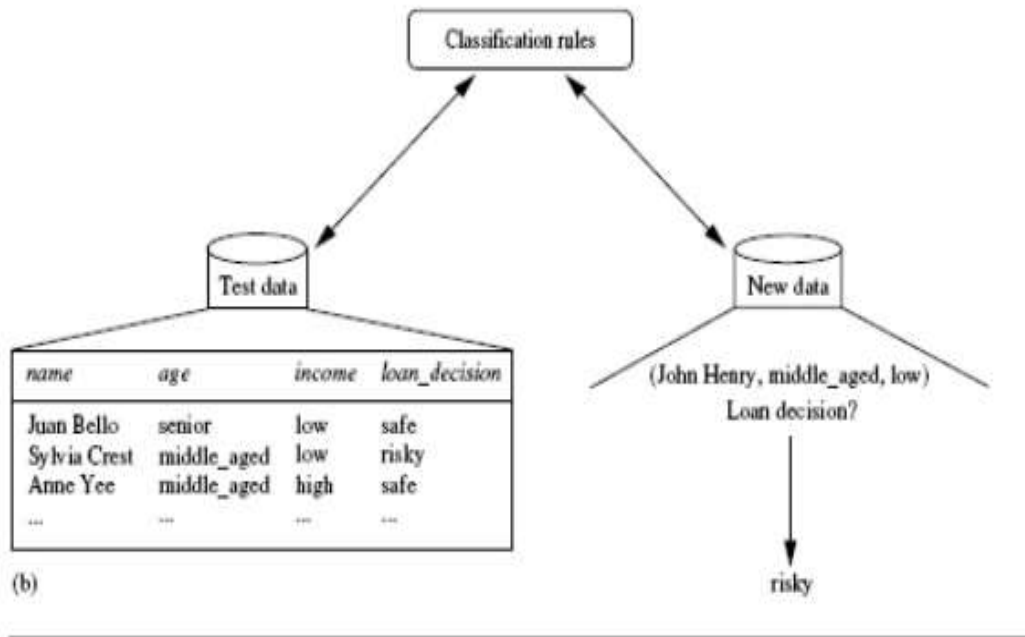 Classification rules
Test data
name age income loan_decision
Juan Bello senior low safe
Sylvia Crest middle_aged low risky
Anne Yee middle_aged high safe
... ... ... ...
(b)
New data
(John Henry, middle_aged, low)
Loan decision?
risky